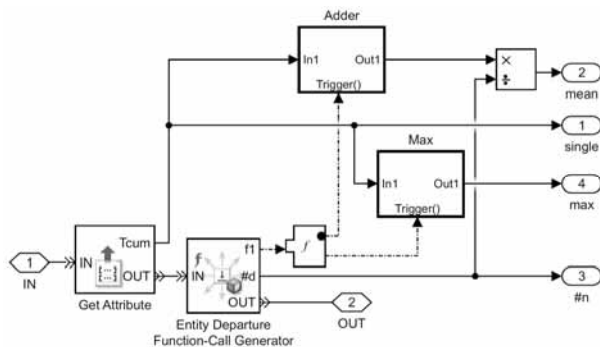 Adder
In1
Out1
Trigger()
×
÷
2
mean
1
single
Max
In1
Out1
Trigger()
4
max
Tcum
OUT
IN
1
IN
Get Attribute
f
f1
IN
#d
OUT
f
3
#n
2
OUT
Entity Departure
Function-Call Generator